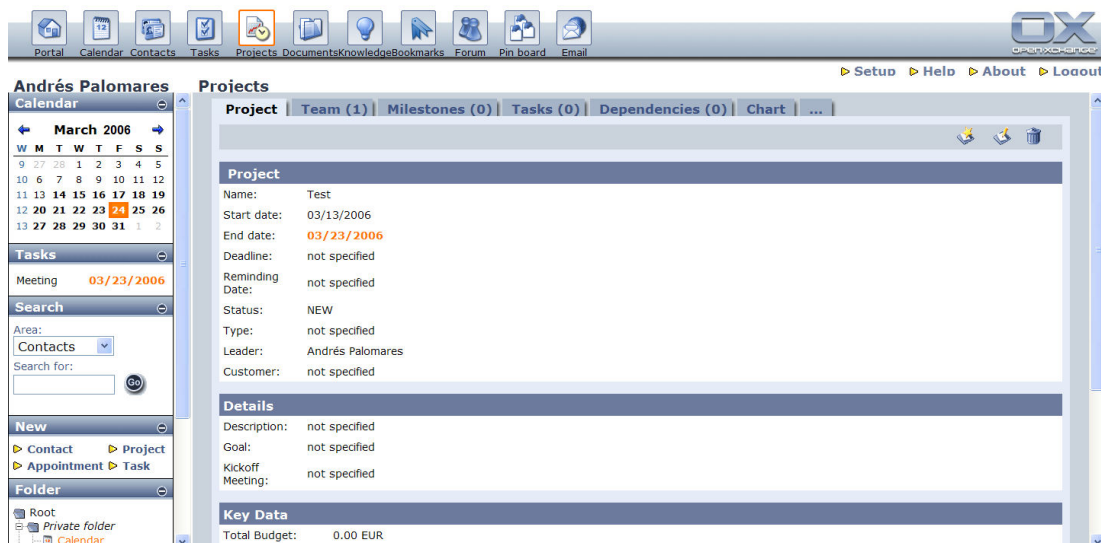 Portal Calendar Contacts Tasks Projects Documents Knowledge Bookmarks Forum Pin board Email
OX
OPEN-XCHANGE
Setup Help About Logout
Andrés Palomares
Projects
Calendar
March 2006
W M T W T F S S
9 27 28 1 2 3 4 5
10 6 7 8 9 10 11 12
11 13 14 15 16 17 18 19
12 20 21 22 23 24 25 26
13 27 28 29 30 31 1 2
Tasks
Meeting 03/23/2006
Search
Area:
Contacts
Search for:
Go
New
Contact Project
Appointment Task
Folder
Root
Private folder
Calendar
Project Team (1) Milestones (0) Tasks (0) Dependencies (0) Chart ...
Project
Name: Test
Start date: 03/13/2006
End date: 03/23/2006
Deadline: not specified
Reminding
Date: not specified
Status: NEW
Type: not specified
Leader: Andrés Palomares
Customer: not specified
Details
Description: not specified
Goal: not specified
Kickoff
Meeting: not specified
Key Data
Total Budget: 0.00 EUR